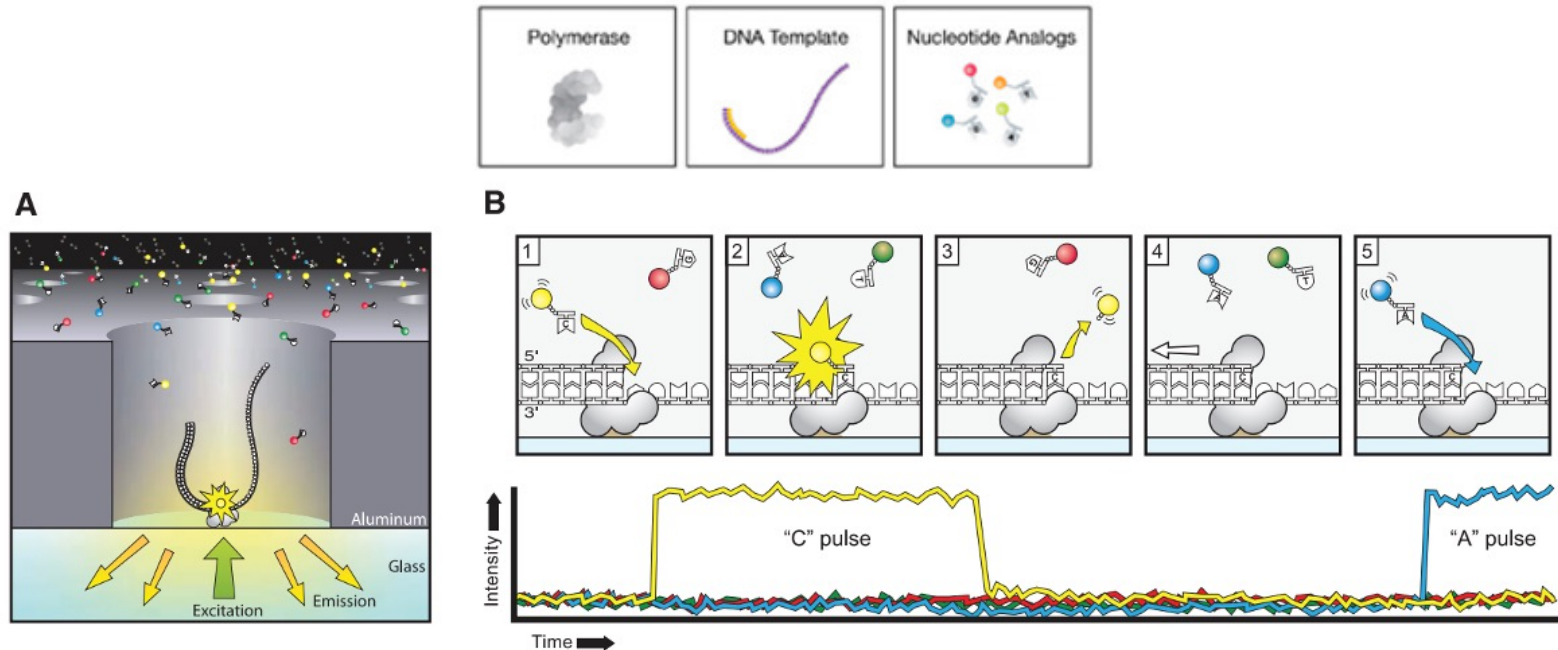 Polymerase
DNA Template
Nucleotide Analogs
A
B
1
2
3
4
5
G
C
A
T
G
A
T
A
5'
3'
C
C
C
C
Aluminum
Glass
Excitation
Emission
Intensity
"C" pulse
"A" pulse
Time